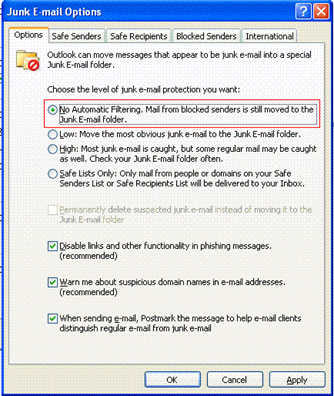 Junk E-mail Options
Options Safe Senders Safe Recipients Blocked Senders International
Outlook can move messages that appear to be junk e-mail into a special
Junk E-mail folder.
Choose the level of junk e-mail protection you want:
No Automatic Filtering. Mail from blocked senders is still moved to the
Junk E-mail folder.
Low: Move the most obvious junk e-mail to the Junk E-mail folder.
High: Most junk e-mail is caught, but some regular mail may be caught
as well. Check your Junk E-mail folder often.
Safe Lists Only: Only mail from people or domains on your Safe
Senders List or Safe Recipients List will be delivered to your Inbox.
Permanently delete suspected junk e-mail instead of moving it to the
Junk E-mail folder
Disable links and other functionality in phishing messages.
(recommended)
Warn me about suspicious domain names in e-mail addresses.
(recommended)
When sending e-mail, Postmark the message to help e-mail clients
distinguish regular e-mail from junk e-mail
OK Cancel Apply